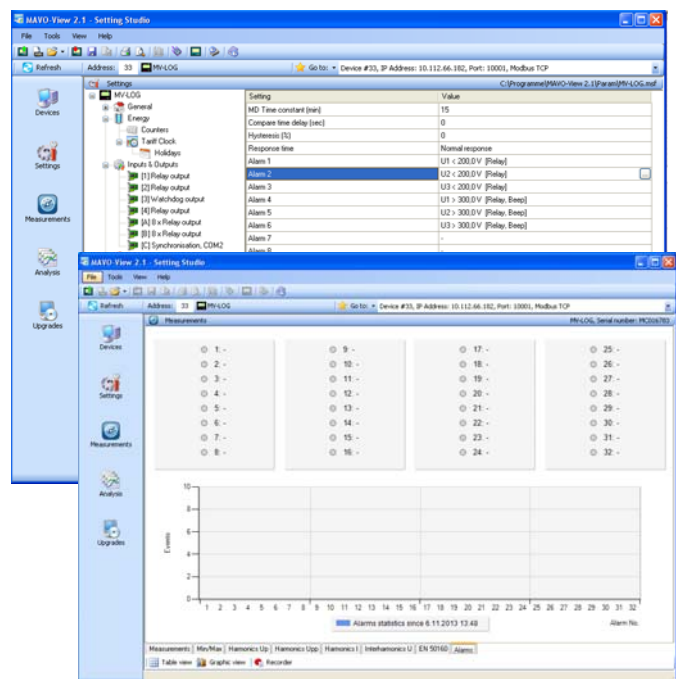 MAVO-View 2.1 - Setting Studio
File Tools View Help
Refresh Address: 33 MV-LOG Go to: Device #33, IP Address: 10.112.66.182, Port: 10001, Modbus TCP
Settings C:\Programme\MAVO-View 2.1\Param\MV-LOG.msf
Devices
Settings
Measurements
Analysis
Upgrades
MV-LOG
General
Energy
Counters
Tariff Clock
Holidays
Inputs & Outputs
[1] Relay output
[2] Relay output
[3] Watchdog output
[4] Relay output
[A] 8 x Relay output
[B] 8 x Relay output
[C] Synchronisation, COM2
Setting Value
MD Time constant (min) 15
Compare time delay (sec) 0
Hysteresis (%) 0
Response time Normal response
Alarm 1 U1 < 200,0 V [Relay]
Alarm 2 U2 < 200,0 V [Relay] ...
Alarm 3 U3 < 200,0 V [Relay]
Alarm 4 U1 > 300,0 V [Relay, Beep]
Alarm 5 U2 > 300,0 V [Relay, Beep]
Alarm 6 U3 > 300,0 V [Relay, Beep]
Alarm 7 -
Alarm 8 -
MAVO-View 2.1 - Setting Studio
File Tools View Help
Refresh Address: 33 MV-LOG Go to: Device #33, IP Address: 10.112.66.182, Port: 10001, Modbus TCP
Measurements MV-LOG, Serial number: MC006783
Devices
Settings
Measurements
Analysis
Upgrades
1: - 9: - 17: - 25: -
2: - 10: - 18: - 26: -
3: - 11: - 19: - 27: -
4: - 12: - 20: - 28: -
5: - 13: - 21: - 29: -
6: - 14: - 22: - 30: -
7: - 15: - 23: - 31: -
8: - 16: - 24: - 32: -
10
8
6
4
2
0
Events
1 2 3 4 5 6 7 8 9 10 11 12 13 14 15 16 17 18 19 20 21 22 23 24 25 26 27 28 29 30 31 32
Alarms statistics since 6.11.2013 13:48 Alarm No.
Measurements Min/Max Hamonics Up Hamonics Upp Hamonics I Interhamonics U EN 50160 Alarms
Table view Graphic view Recorder